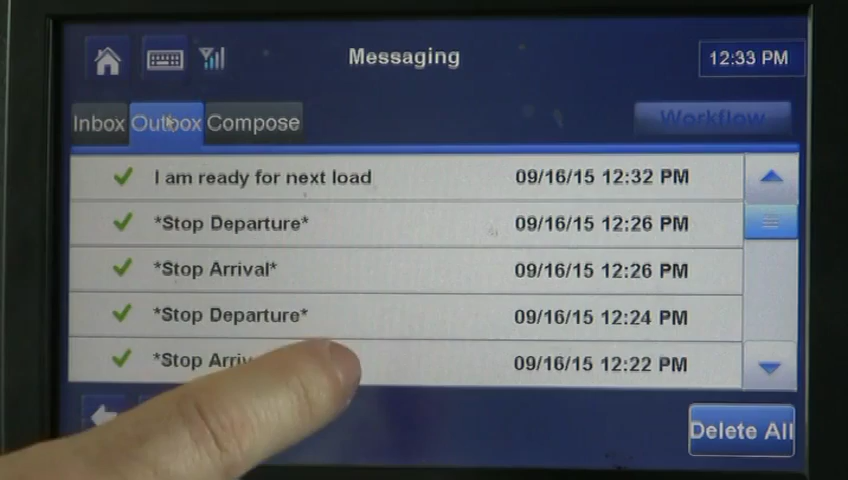 Messaging
12:33 PM
Inbox Outbox Compose
Workflow
I am ready for next load 09/16/15 12:32 PM
*Stop Departure* 09/16/15 12:26 PM
*Stop Arrival* 09/16/15 12:26 PM
*Stop Departure* 09/16/15 12:24 PM
*Stop 09/16/15 12:22 PM
Delete All